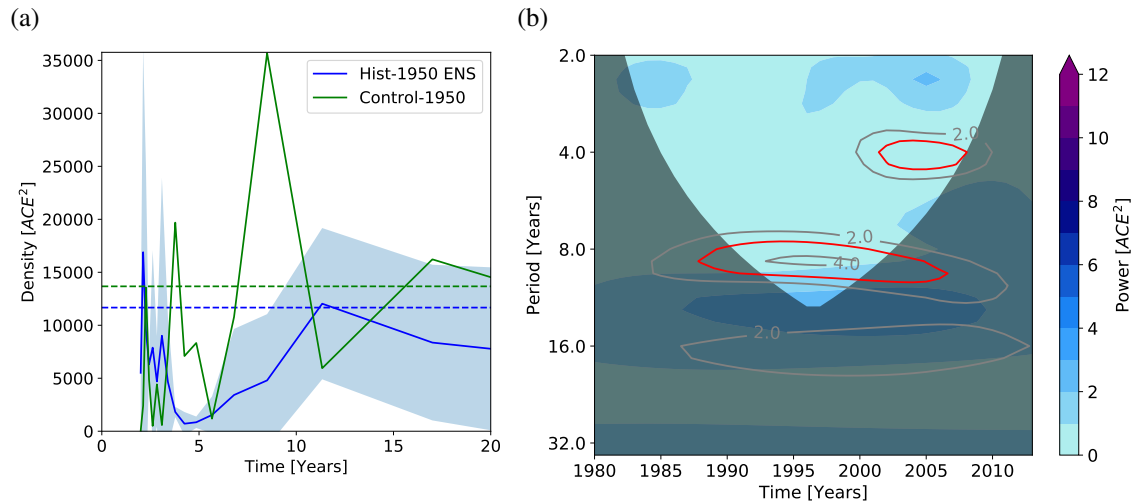 (a)
35000
30000
25000
20000
15000
10000
5000
0
Density [ACE²]
0 5 10 15 20
Time [Years]
Hist-1950 ENS
Control-1950
(b)
2.0
4.0
8.0
16.0
32.0
Period [Years]
1980 1985 1990 1995 2000 2005 2010
Time [Years]
2.0
2.0
4.0
2.0
12
10
8
6
4
2
0
Power [ACE²]